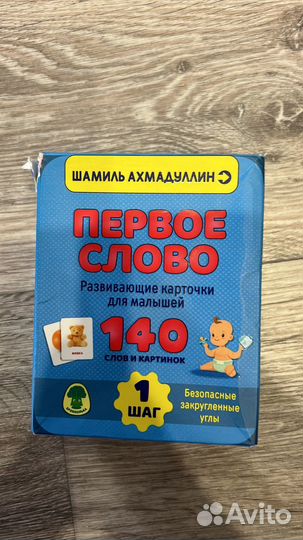 ШАМИЛЬ АХМАДУЛЛИН
ПЕРВОЕ
СЛОВО
Развивающие карточки
для малышей
140
СЛОВ И КАРТИНОК
1
ШАГ
Безопасные
закругленные
углы
Avito